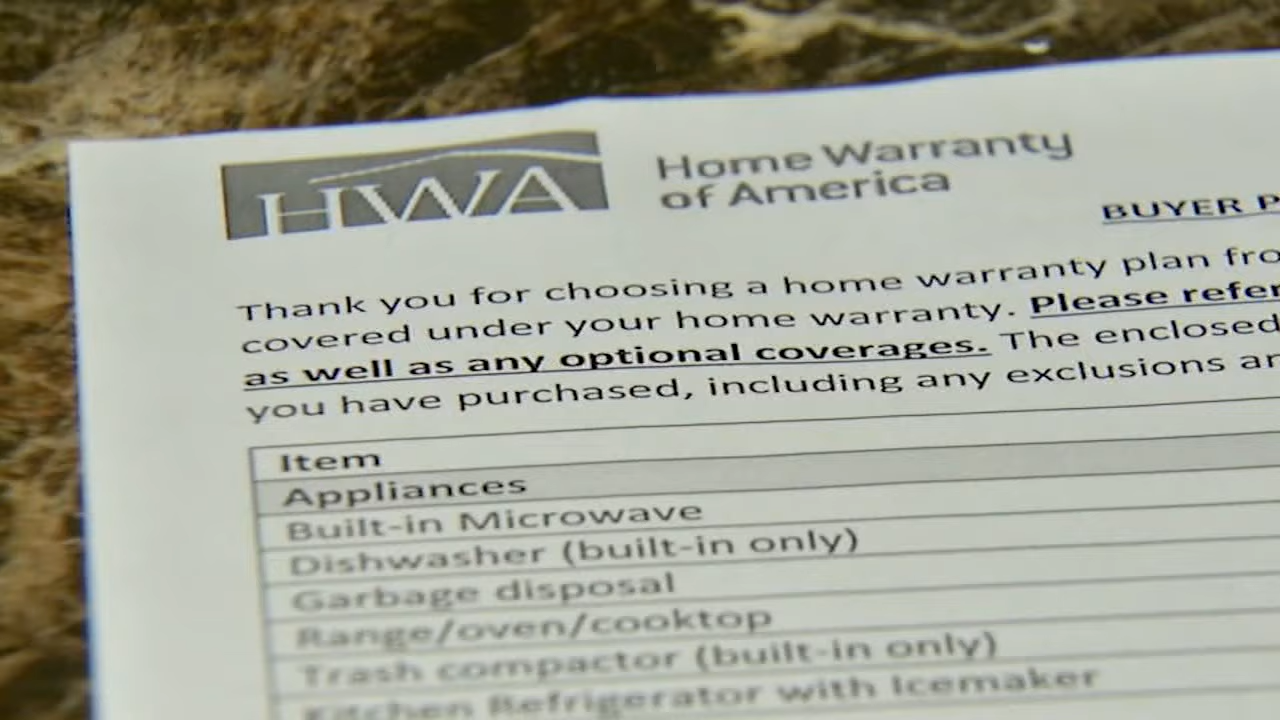 HWA
Home Warranty
of America
BUYER P
Thank you for choosing a home warranty plan fro
covered under your home warranty. Please refer
as well as any optional coverages. The enclosed
you have purchased, including any exclusions an
Item
Appliances
Built-in Microwave
Dishwasher (built-in only)
Garbage disposal
Range/oven/cooktop
Trash compactor (built-in only)
Kitchen Refrigerator with Icemaker